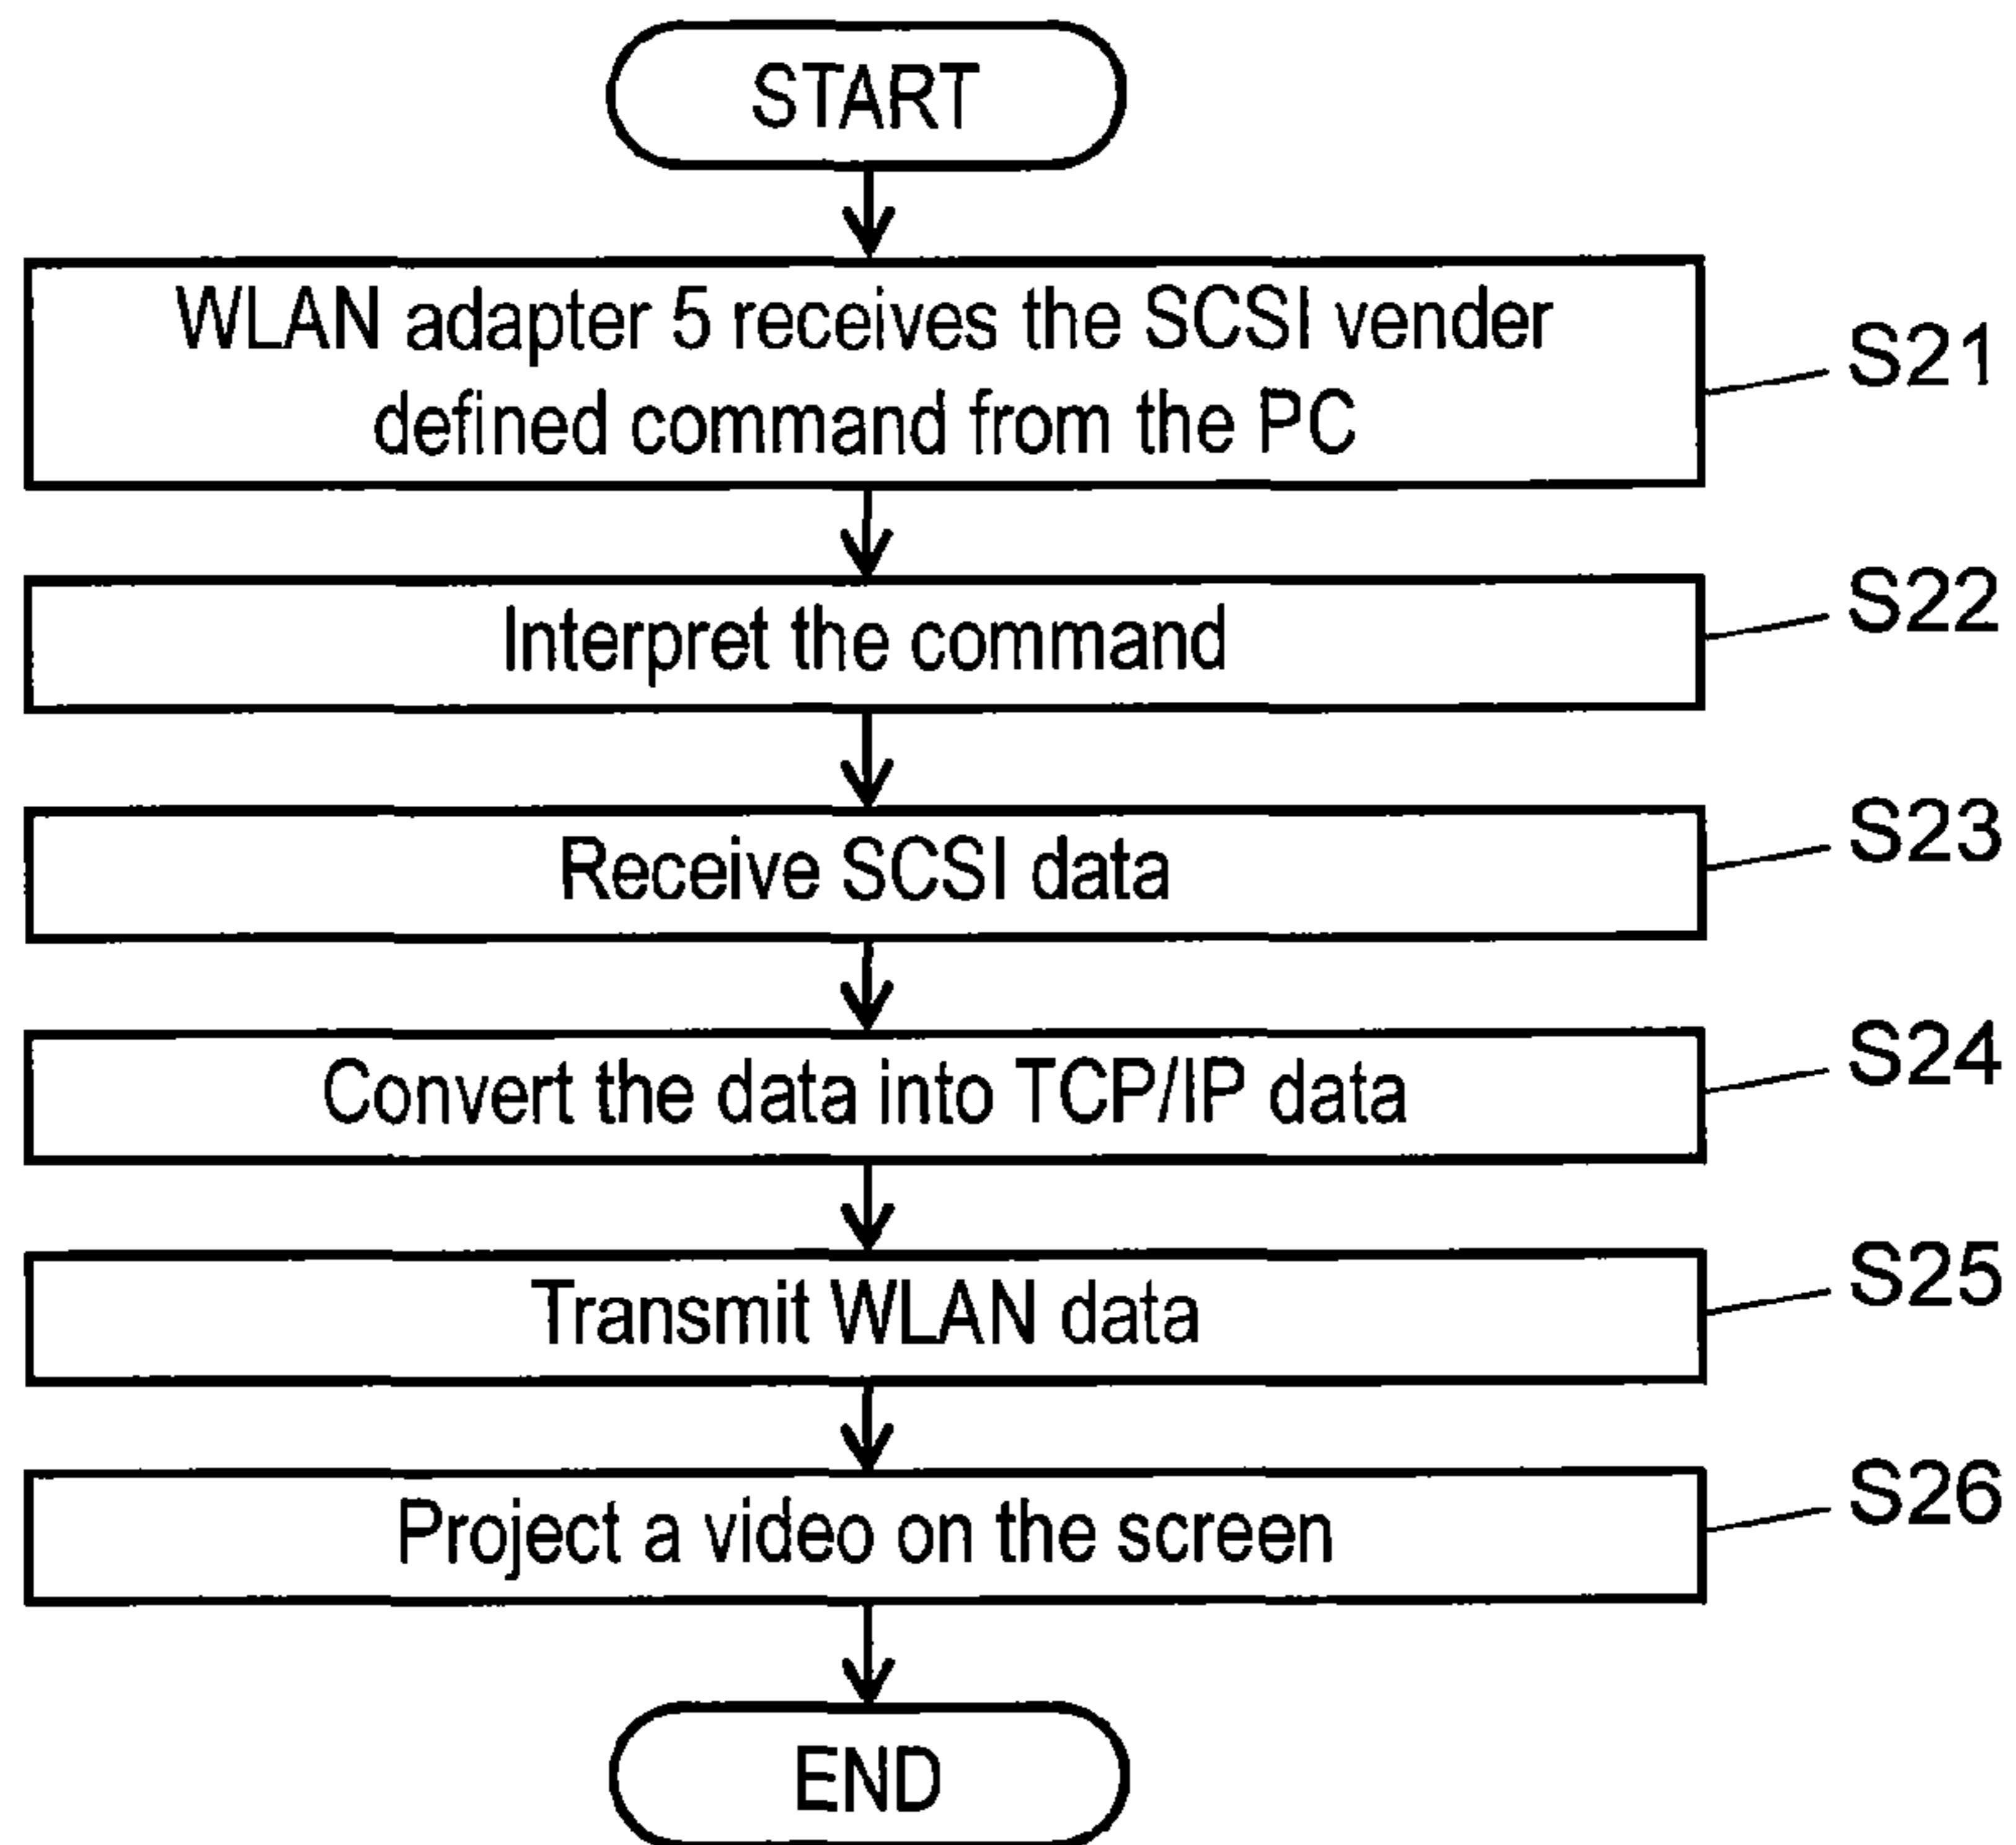 START
WLAN adapter 5 receives the SCSI vender
defined command from the PC
S21
Interpret the command
S22
Receive SCSI data
S23
Convert the data into TCP/IP data
S24
Transmit WLAN data
S25
Project a video on the screen
S26
END